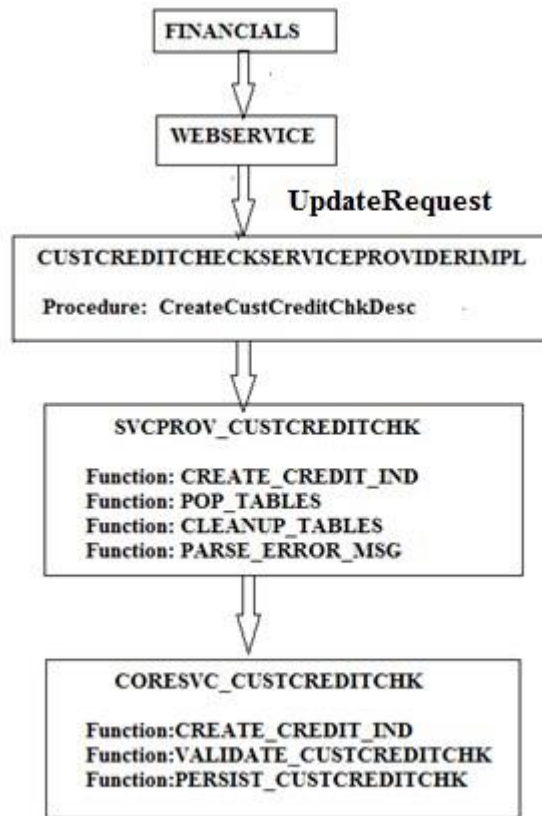 FINANCIALS
WEBSERVICE
UpdateRequest
CUSTCREDITCHECKSERVICEPROVIDERIMPL
Procedure: CreateCustCreditChkDesc
SVCPROV_CUSTCREDITCHK
Function: CREATE_CREDIT_IND
Function: POP_TABLES
Function: CLEANUP_TABLES
Function: PARSE_ERROR_MSG
CORESVC_CUSTCREDITCHK
Function:CREATE_CREDIT_IND
Function:VALIDATE_CUSTCREDITCHK
Function:PERSIST_CUSTCREDITCHK